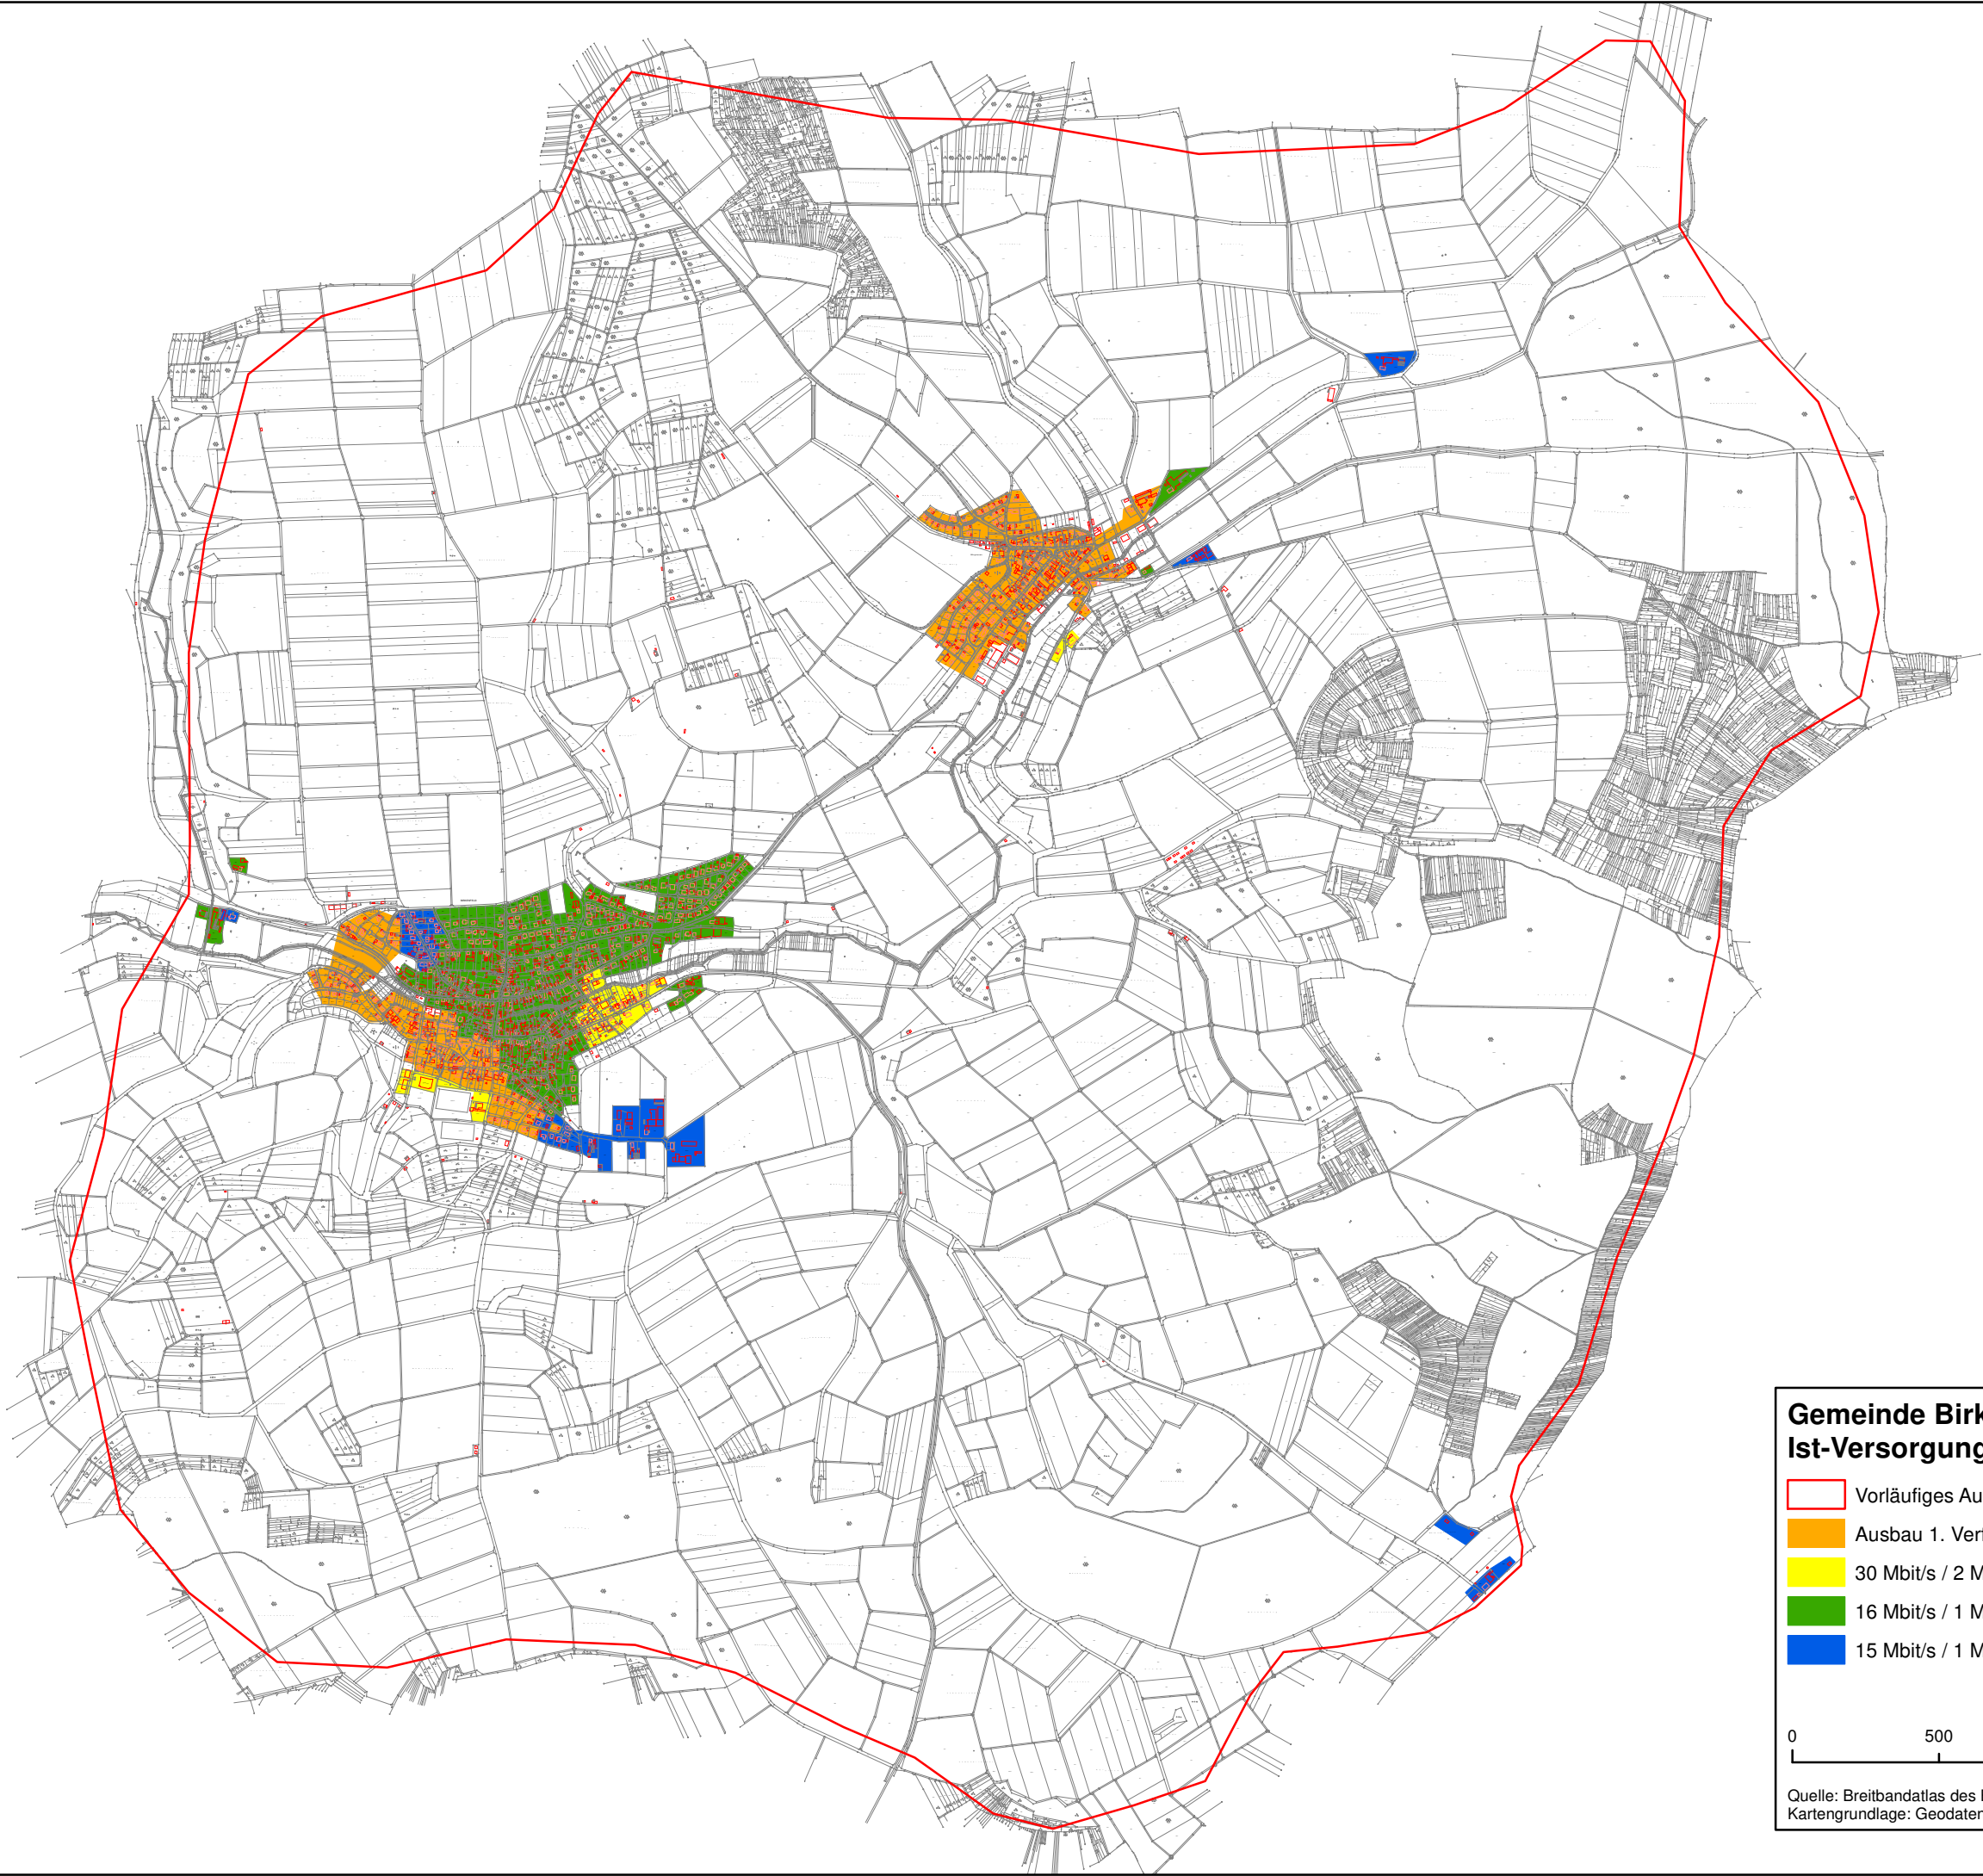 Gemeinde Birk
Ist-Versorgung
Vorläufiges Au
Ausbau 1. Verf
30 Mbit/s / 2 M
16 Mbit/s / 1 M
15 Mbit/s / 1 M
0 500
Quelle: Breitbandatlas des
Kartengrundlage: Geodaten